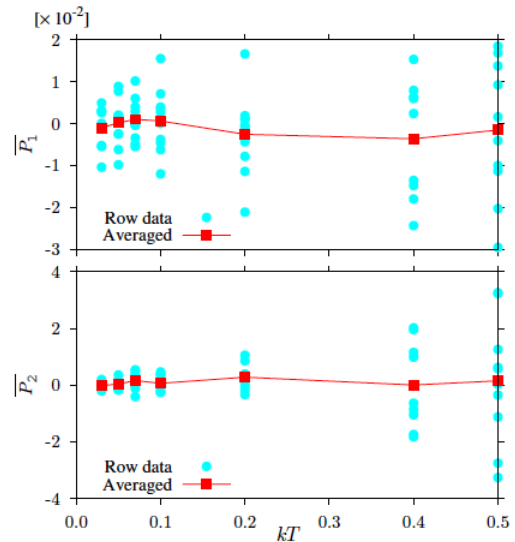 [× 10⁻²]
2
1
0
-1
-2
-3
P̅₁
Row data
Averaged
4
2
0
-2
-4
P̅₂
Row data
Averaged
0.0 0.1 0.2 0.3 0.4 0.5
kT